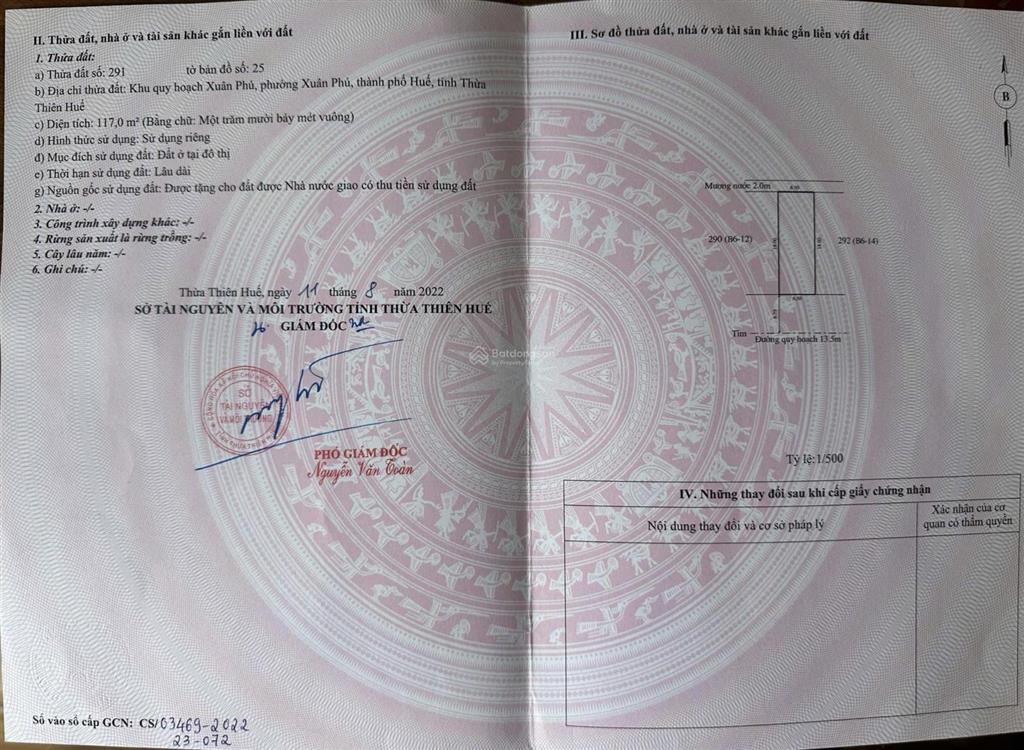 II. Thửa đất, nhà ở và tài sản khác gắn liền với đất
1. Thửa đất:
a) Thửa đất số: 291 tờ bản đồ số: 25
b) Địa chỉ thửa đất: Khu quy hoạch Xuân Phú, phường Xuân Phú, thành phố Huế, tỉnh Thừa
Thiên Huế
c) Diện tích: 117,0 m² (Bằng chữ: Một trăm mười bảy mét vuông)
d) Hình thức sử dụng: Sử dụng riêng
đ) Mục đích sử dụng đất: Đất ở tại đô thị
e) Thời hạn sử dụng đất: Lâu dài
g) Nguồn gốc sử dụng đất: Được tặng cho đất được Nhà nước giao có thu tiền sử dụng đất
2. Nhà ở: -/-
3. Công trình xây dựng khác: -/-
4. Rừng sản xuất là rừng trồng: -/-
5. Cây lâu năm: -/-
6. Ghi chú: -/-
Thừa Thiên Huế, ngày 11 tháng 8 năm 2022
SỞ TÀI NGUYÊN VÀ MÔI TRƯỜNG TỈNH THỪA THIÊN HUẾ
GIÁM ĐỐC
SỞ
TÀI NGUYÊN
VÀ MÔI TRƯỜNG
PHÓ GIÁM ĐỐC
Nguyễn Văn Toàn
Số vào sổ cấp GCN: CS/03469-2022
23-072
III. Sơ đồ thửa đất, nhà ở và tài sản khác gắn liền với đất
B
Mương nước 2.0m
290 (B6-12)
292 (B6-14)
Tim
Đường quy hoạch 13.5m
Batdongsan
by PropertyGuru
Tỷ lệ: 1/500
IV. Những thay đổi sau khi cấp giấy chứng nhận
Nội dung thay đổi và cơ sở pháp lý
Xác nhận của cơ
quan có thẩm quyền